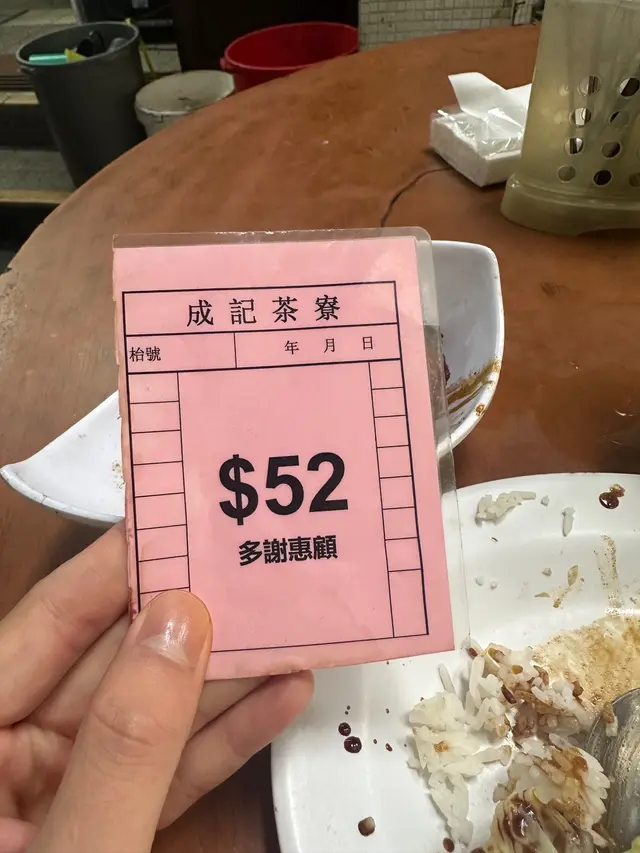 成記茶寮
枱號 年 月 日
$52
多謝惠顧